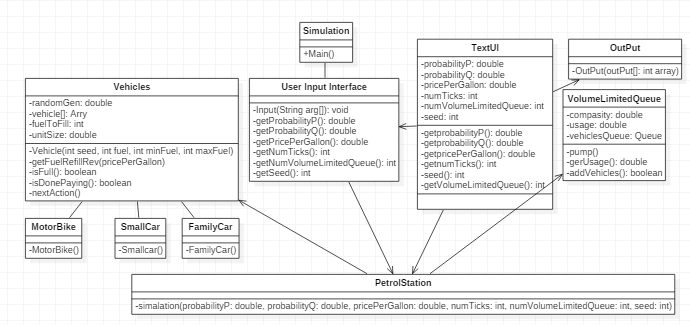 Simulation
+Main()
TextUI
-probabilityP: double
-probabilityQ: double
-pricePerGallon: double
-numTicks: int
-numVolumeLimitedQueue: int
-seed: int
-getprobabilityP(): double
-getprobabilityQ(): double
-getpricePerGallon(): double
-getnumTicks(): int
-seed(): int
-getVolumeLimitedQueue(): int
OutPut
-OutPut(outPut[]: int array)
Vehicles
-randomGen: double
-vehicle[]: Arry
-fuelToFill: int
-unitSize: double
-Vehicle(int seed, int fuel, int minFuel, int maxFuel)
-getFuelRefillRev(pricePerGallon)
-isFull(): boolean
-isDonePaying(): boolean
-nextAction()
User Input Interface
-Input(String arg[]): void
-getProbabilityP(): double
-getProbabilityQ(): double
-getPricePerGallon(): double
-getNumTicks(): int
-getNumVolumeLimitedQueue(): int
-getSeed(): int
VolumeLimitedQueue
-compasity: double
-usage: double
-vehiclesQueue: Queue
-pump()
-gerUsage(): double
-addVehicles(): boolean
MotorBike
-MotorBike()
SmallCar
-Smallcar()
FamilyCar
-FamilyCar()
PetrolStation
-simalation(probabilityP: double, probabilityQ: double, pricePerGallon: double, numTicks: int, numVolumeLimitedQueue: int, seed: int)